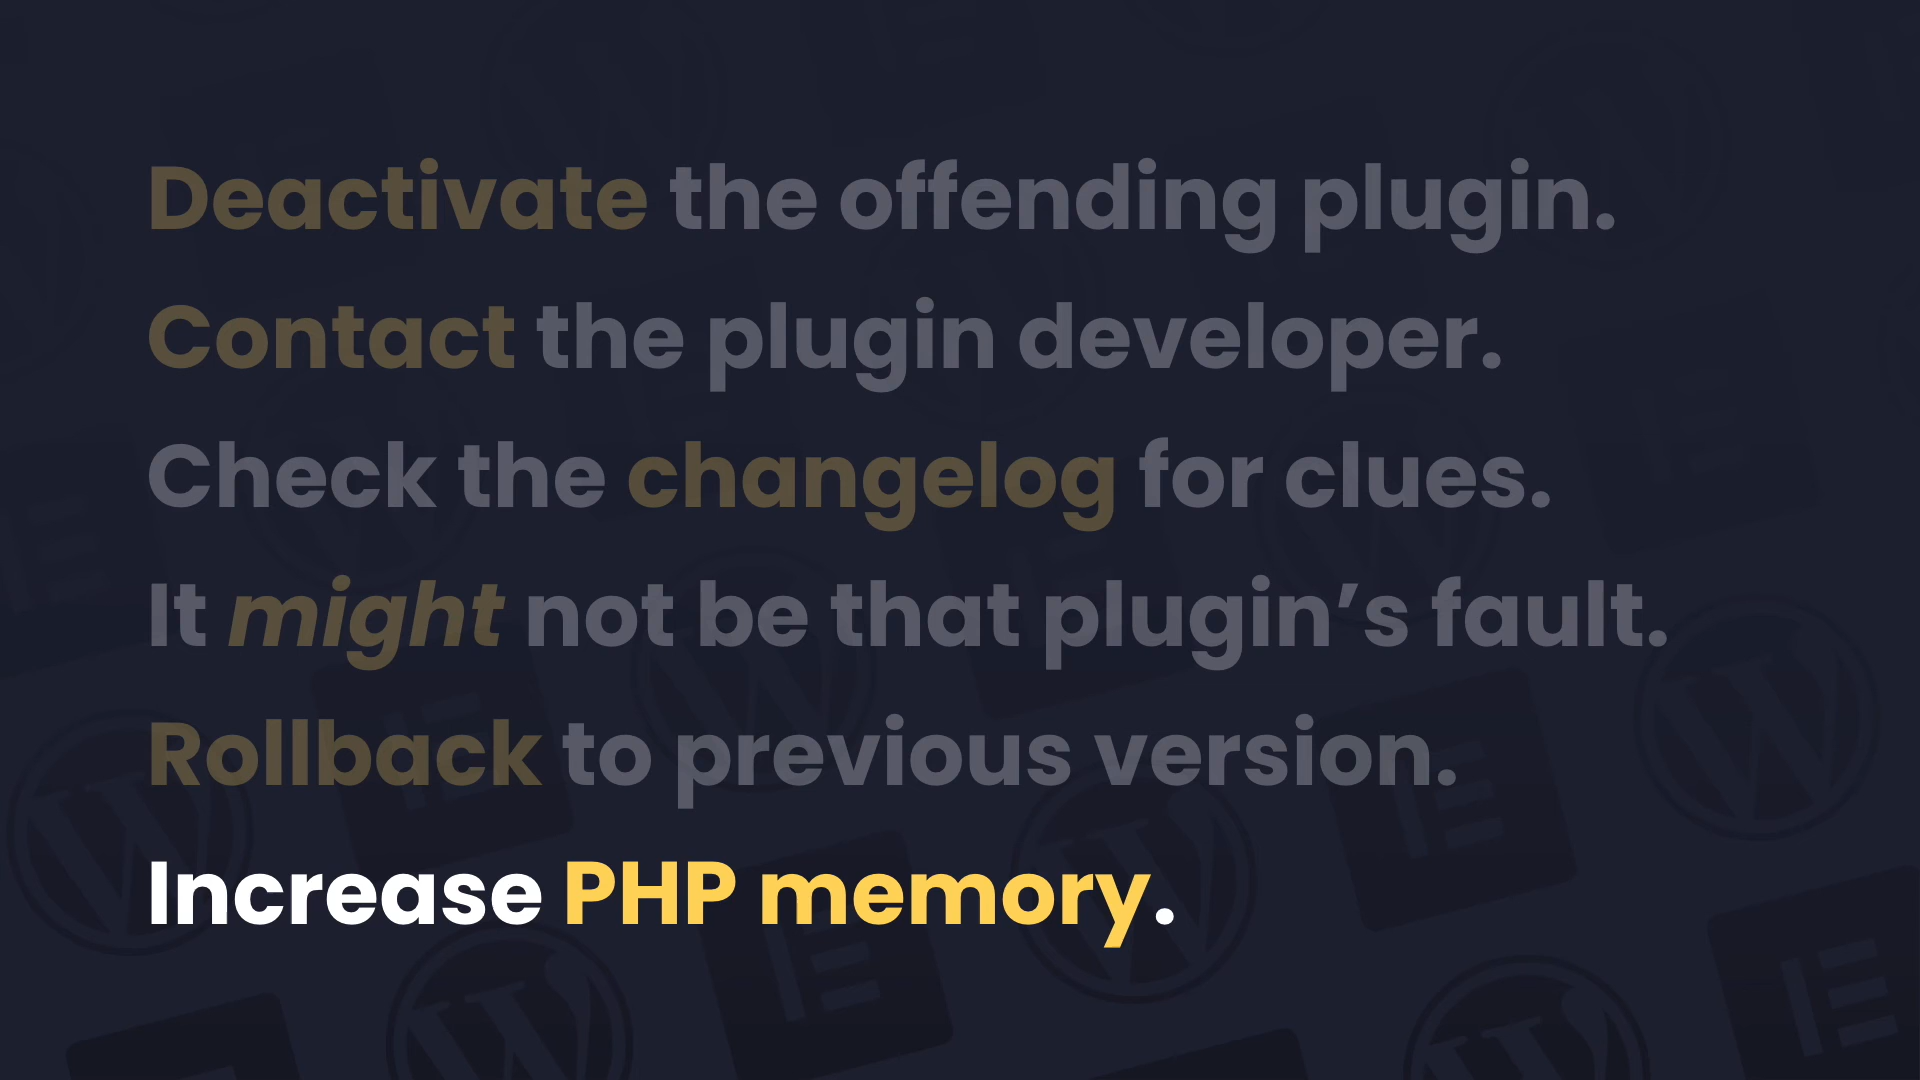 Deactivate the offending plugin.
Contact the plugin developer.
Check the changelog for clues.
It might not be that plugin’s fault.
Rollback to previous version.
Increase PHP memory.